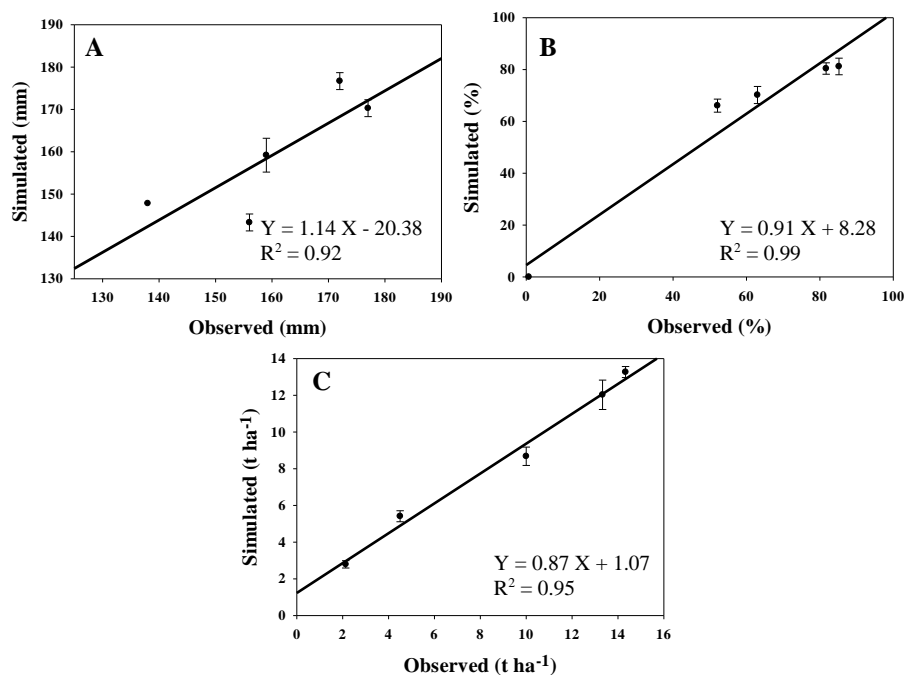 A
Simulated (mm)
190
180
170
160
150
140
130
Y = 1.14 X - 20.38
R² = 0.92
130 140 150 160 170 180 190
Observed (mm)
B
Simulated (%)
100
80
60
40
20
0
Y = 0.91 X + 8.28
R² = 0.99
0 20 40 60 80 100
Observed (%)
C
Simulated (t ha⁻¹)
14
12
10
8
6
4
2
0
Y = 0.87 X + 1.07
R² = 0.95
0 2 4 6 8 10 12 14 16
Observed (t ha⁻¹)